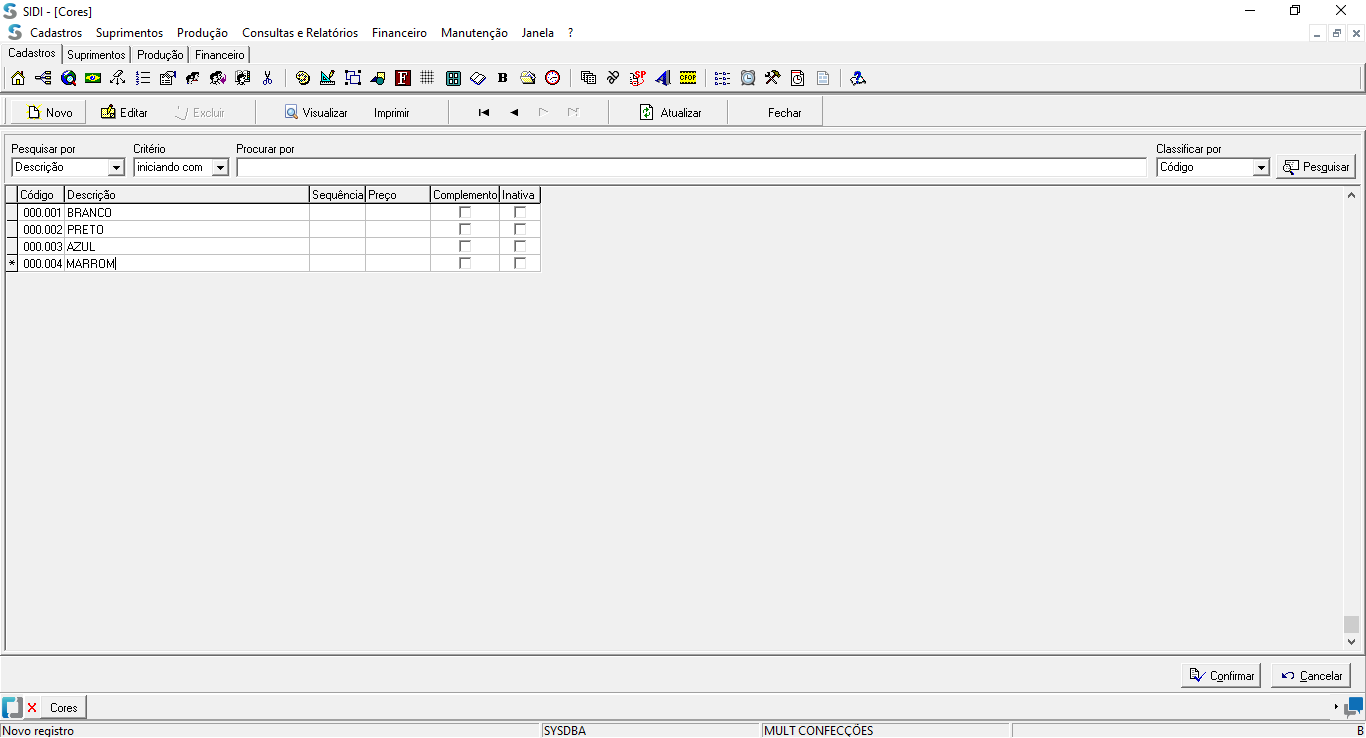 SIDI - [Cores]
Cadastros Suprimentos Produção Consultas e Relatórios Financeiro Manutenção Janela ?
Cadastros Suprimentos Produção Financeiro
F B SP CFOP
Novo Editar Excluir Visualizar Imprimir Atualizar Fechar
Pesquisar por Critério Procurar por Classificar por
Descrição iniciando com Código Pesquisar
Código Descrição Sequência Preço Complemento Inativa
000.001 BRANCO
000.002 PRETO
000.003 AZUL
* 000.004 MARROM
Confirmar Cancelar
Cores
Novo registro SYSDBA MULT CONFECÇÕES B